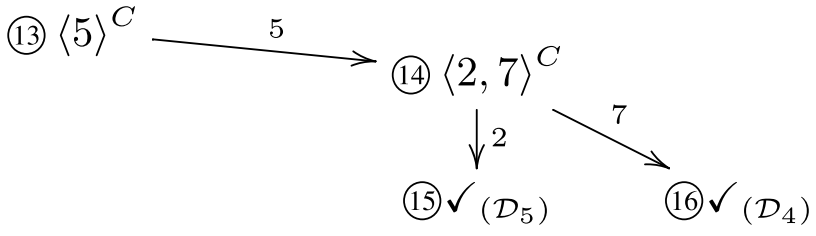 ⑬ ⟨5⟩^C
5
⑭ ⟨2, 7⟩^C
2
7
⑮ ✓ (𝒟₅)
⑯ ✓ (𝒟₄)